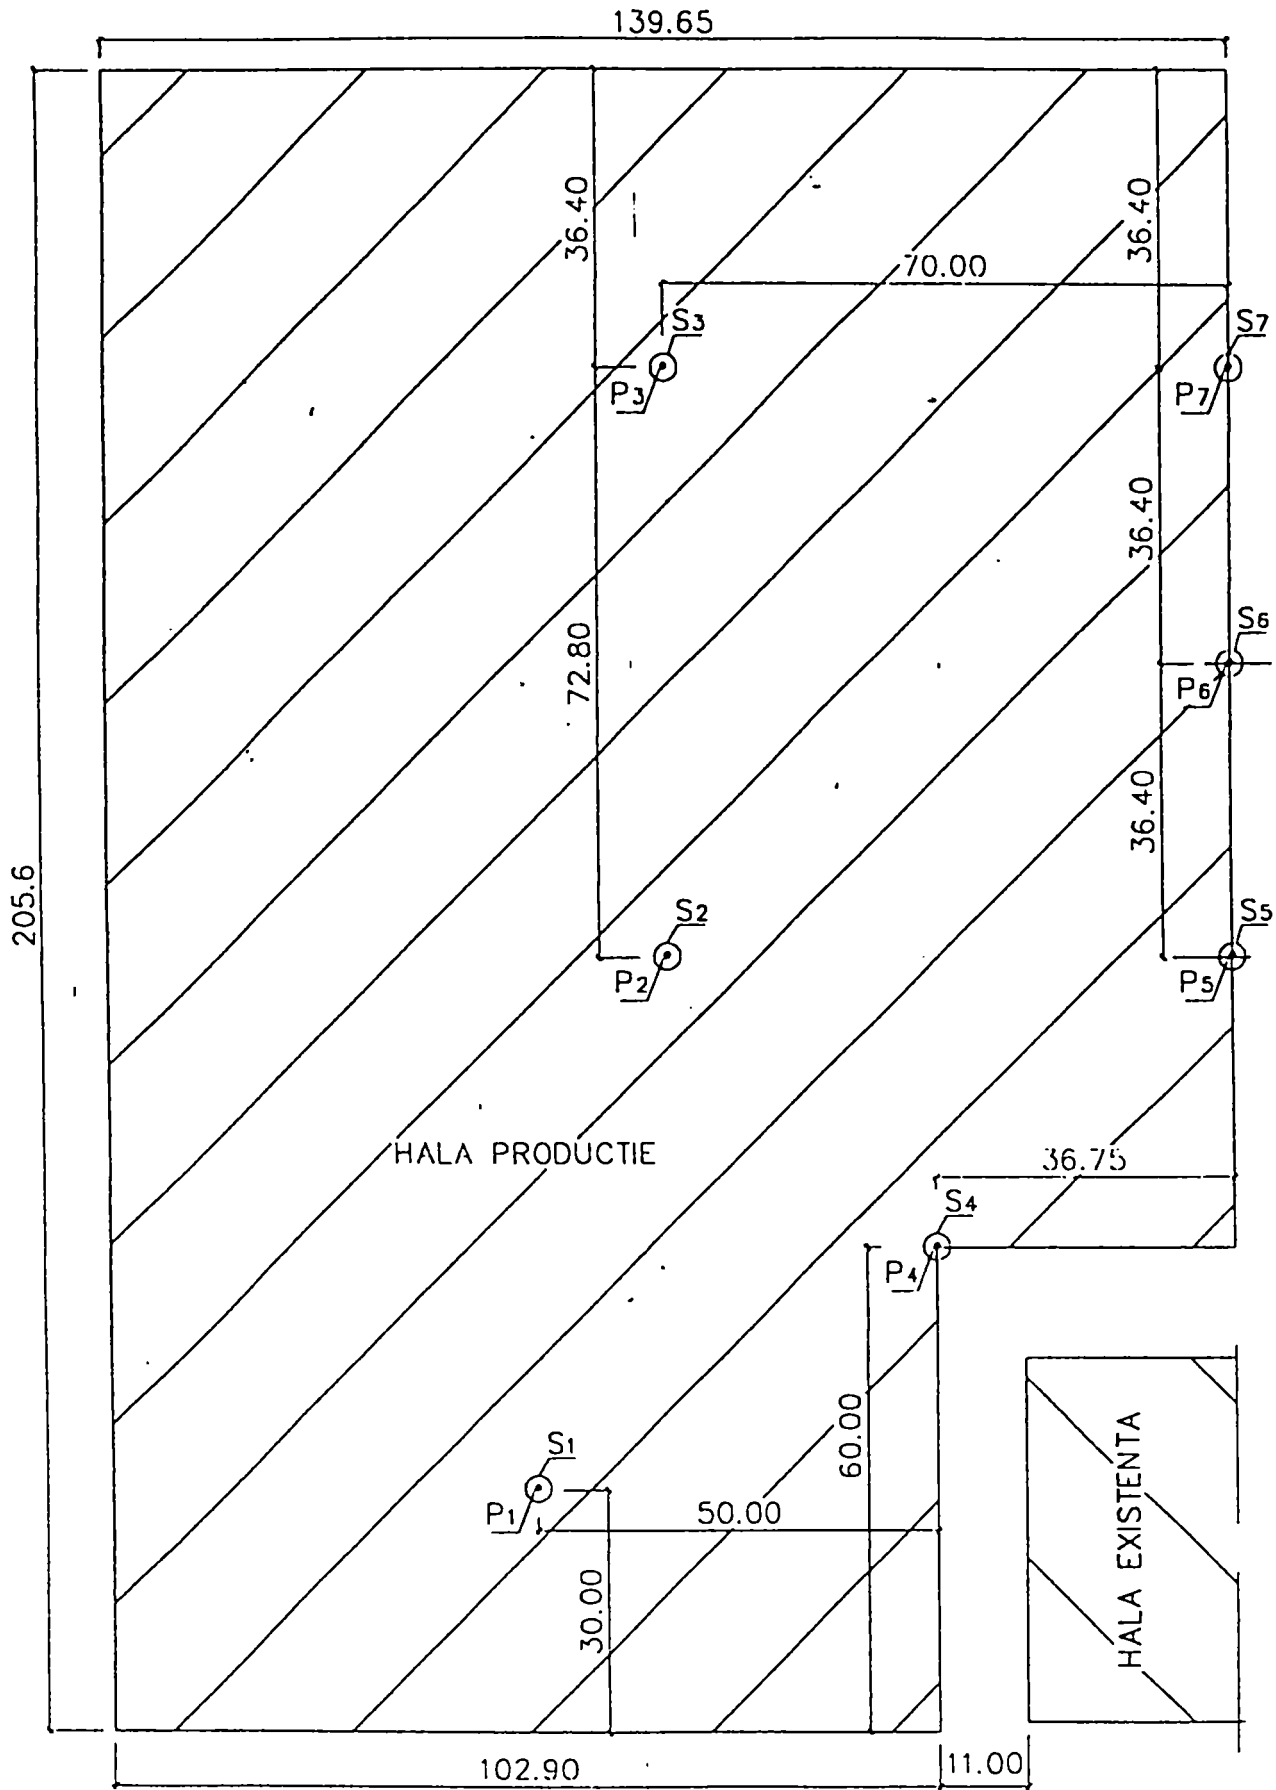 139.65
36.40
36.40
70.00
S3
S7
P3
P7
36.40
S6
72.80
P6
36.40
205.6
S2
S5
P2
P5
HALA PRODUCTIE
36.75
S4
P4
60.00
HALA EXISTENTA
S1
P1
50.00
30.00
102.90
11.00